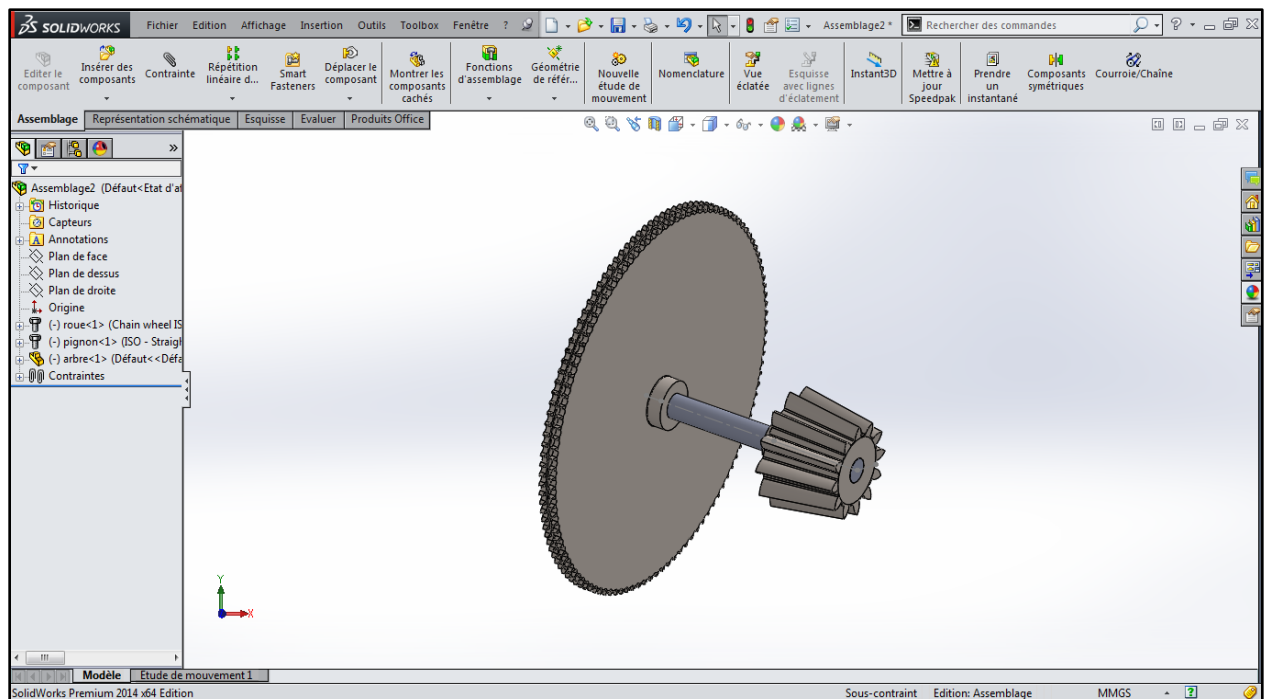 SOLIDWORKS Fichier Edition Affichage Insertion Outils Toolbox Fenêtre ? Assemblage2 * Rechercher des commandes
Editer le composant
Insérer des composants
Contrainte
Répétition linéaire d...
Smart Fasteners
Déplacer le composant
Montrer les composants cachés
Fonctions d'assemblage
Géométrie de référ...
Nouvelle étude de mouvement
Nomenclature
Vue éclatée
Esquisse avec lignes d'éclatement
Instant3D
Mettre à jour Speedpak
Prendre un instantané
Composants symétriques
Courroie/Chaîne
Assemblage Représentation schématique Esquisse Evaluer Produits Office
Assemblage2 (Défaut<Etat d'af
Historique
Capteurs
A Annotations
Plan de face
Plan de dessus
Plan de droite
Origine
(-) roue<1> (Chain wheel IS
(-) pignon<1> (ISO - Straigh
(-) arbre<1> (Défaut<<Défa
Contraintes
Y
X
Modèle Etude de mouvement 1
SolidWorks Premium 2014 x64 Edition Sous-contraint Edition: Assemblage MMGS ?